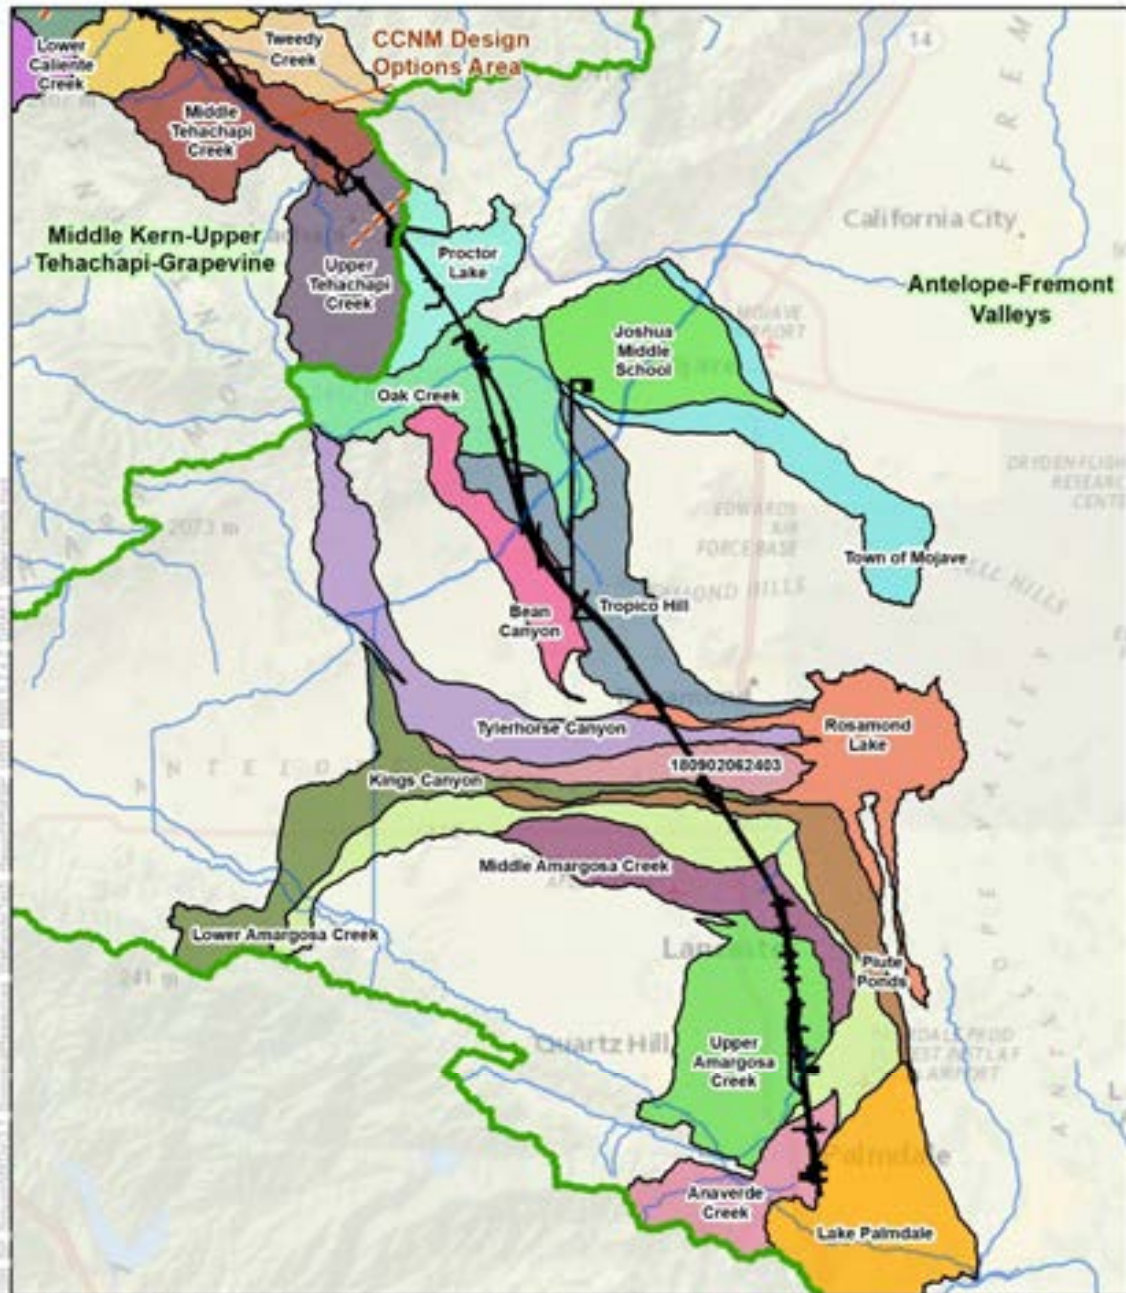 Lower
Caliente
Creek
Tweedy
Creek
CCNM Design
Options Area
14
Middle
Tehachapi
Creek
California City
Middle Kern-Upper
Tehachapi-Grapevine
Proctor
Lake
Upper
Tehachapi
Creek
Antelope-Fremont
Valleys
MOJAVE
Joshua
Middle
School
Oak Creek
2073 m
EDWARDS
AIR
FORCE BASE
Town of Mojave
Bean
Canyon
Tropico Hill
Tylerhorse Canyon
Rosamond
Lake
180902062403
Kings Canyon
Middle Amargosa Creek
Lower Amargosa Creek
Piute
Ponds
Quartz Hill
Upper
Amargosa
Creek
Palmdale
Anaverde
Creek
Lake Palmdale